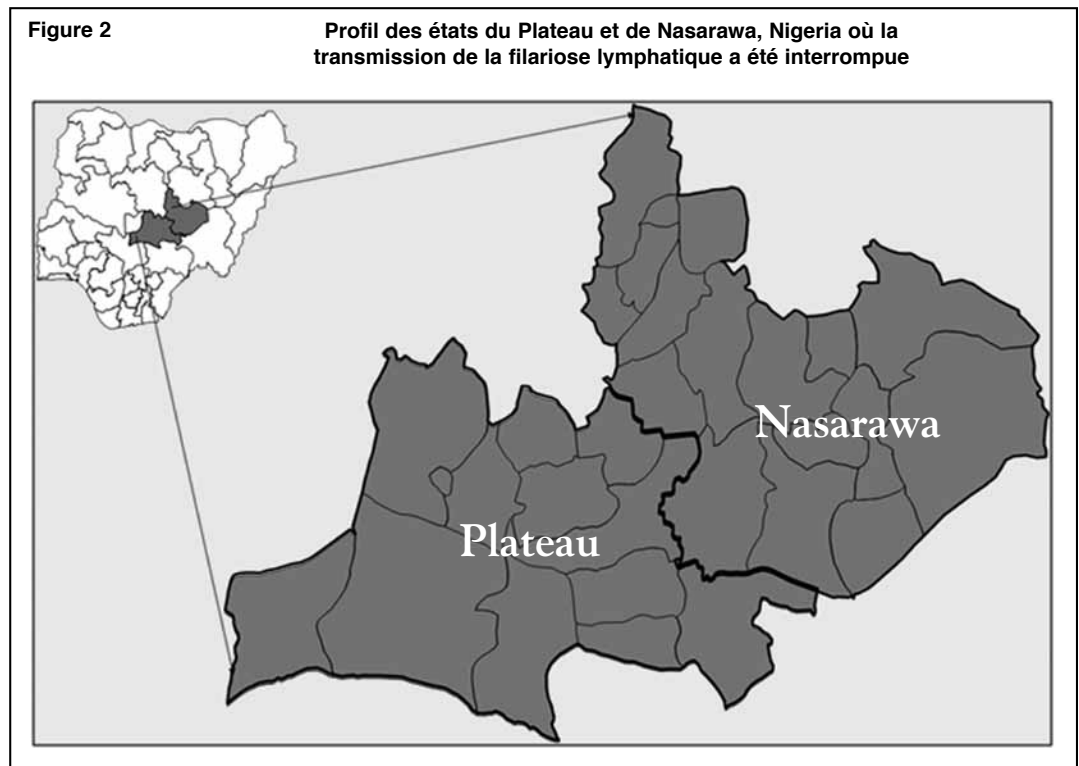 Figure 2
Profil des états du Plateau et de Nasarawa, Nigeria où la
transmission de la filariose lymphatique a été interrompue
Nasarawa
Plateau